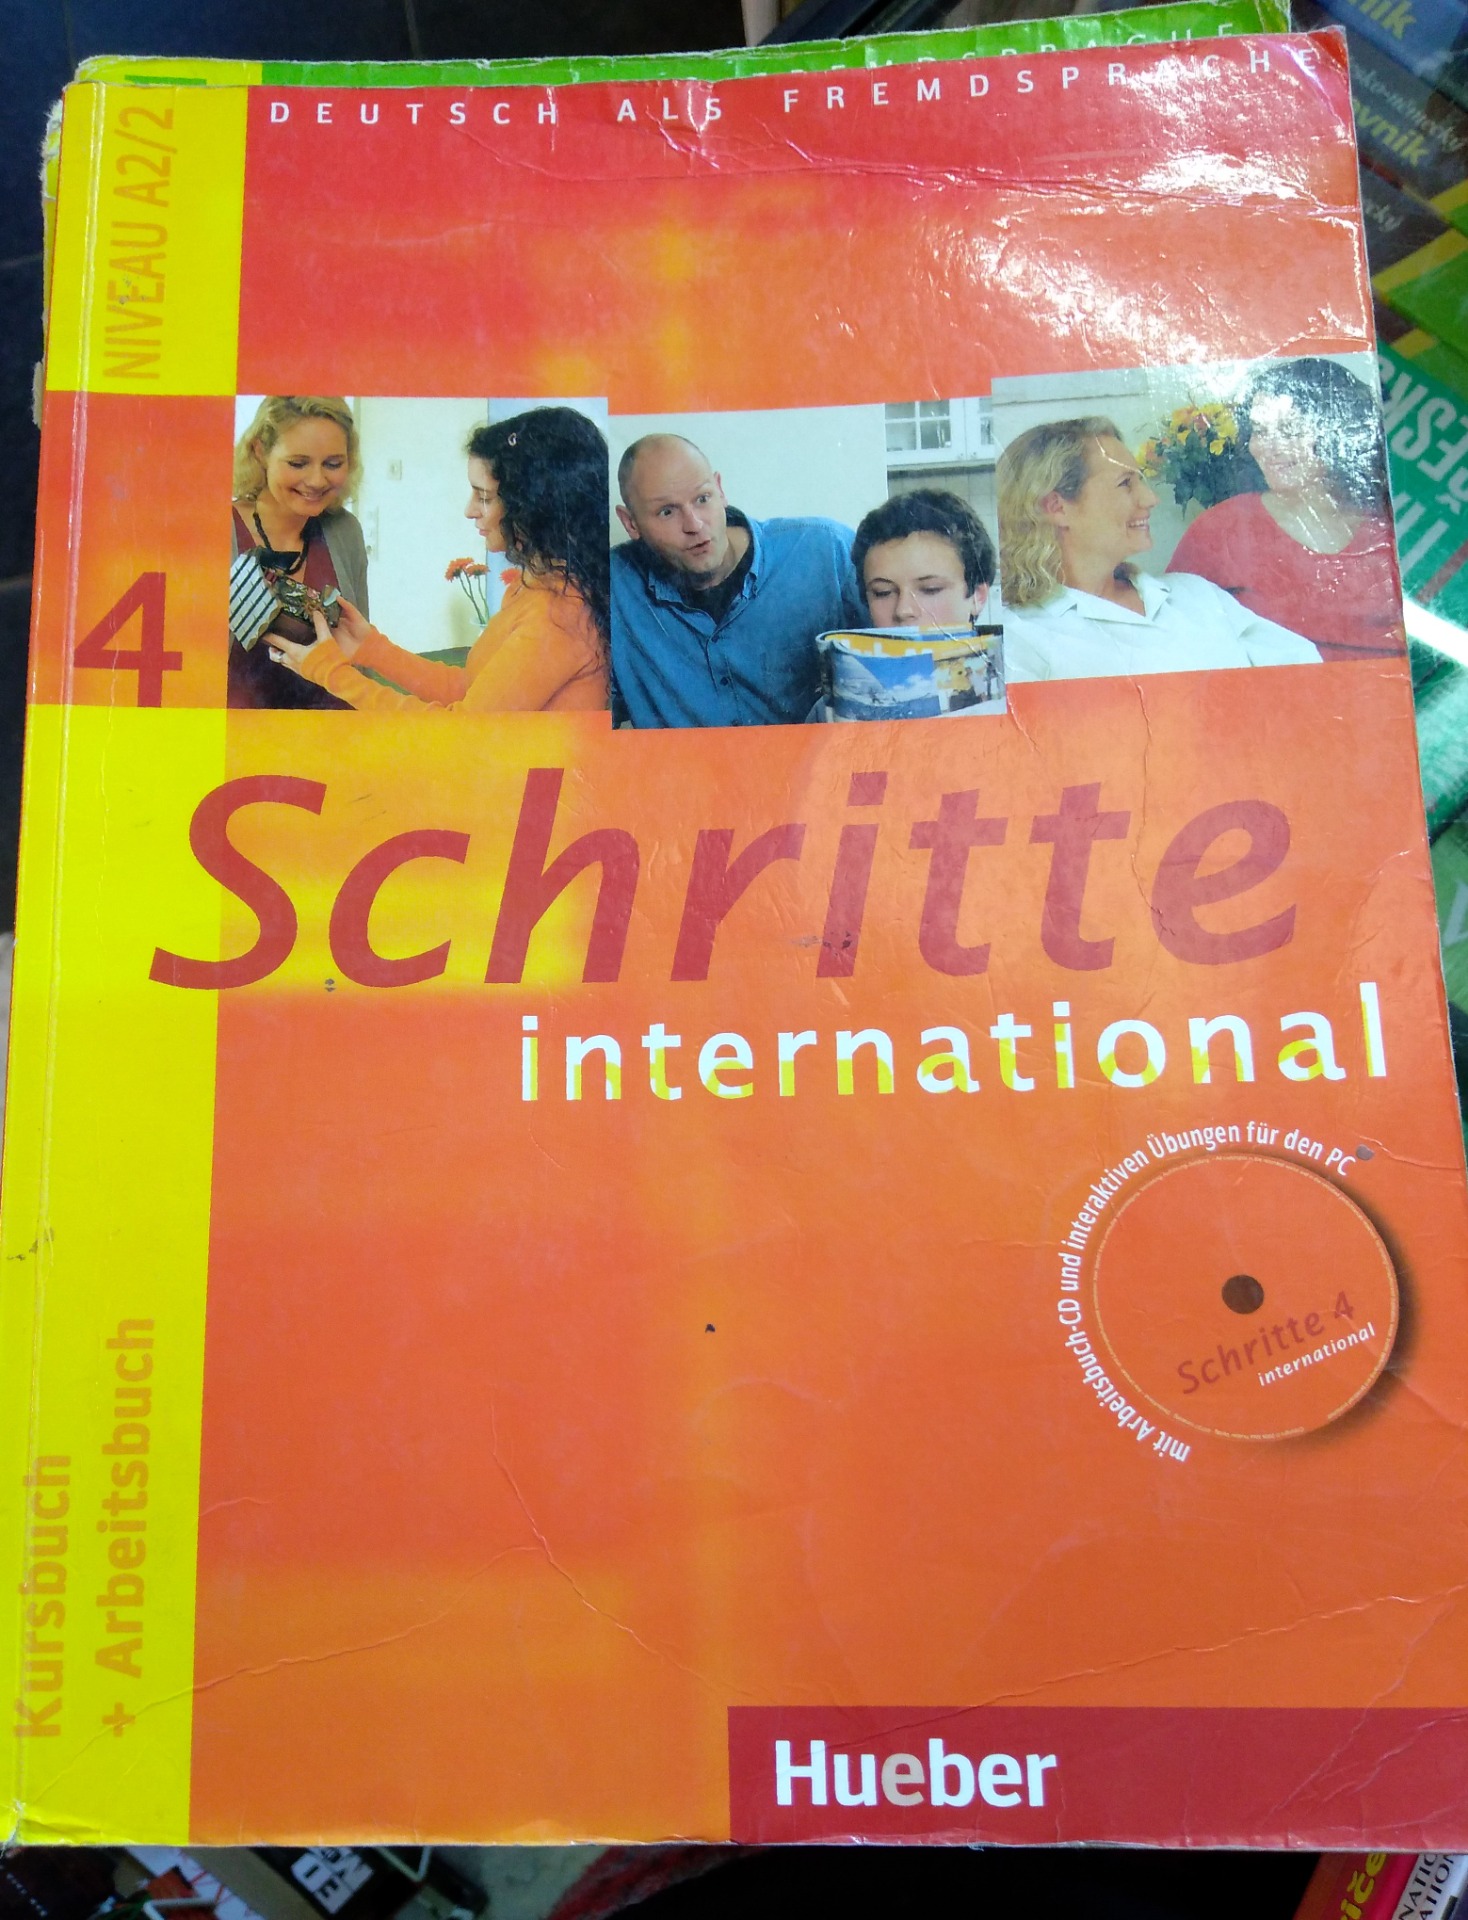 DEUTSCH ALS FREMDSPRACHE
NIVEAU A2/2
4
Schritte
international
mit Arbeitsbuch-CD und interaktiven Übungen für den PC
Schritte 4
international
Kursbuch
+ Arbeitsbuch
Hueber